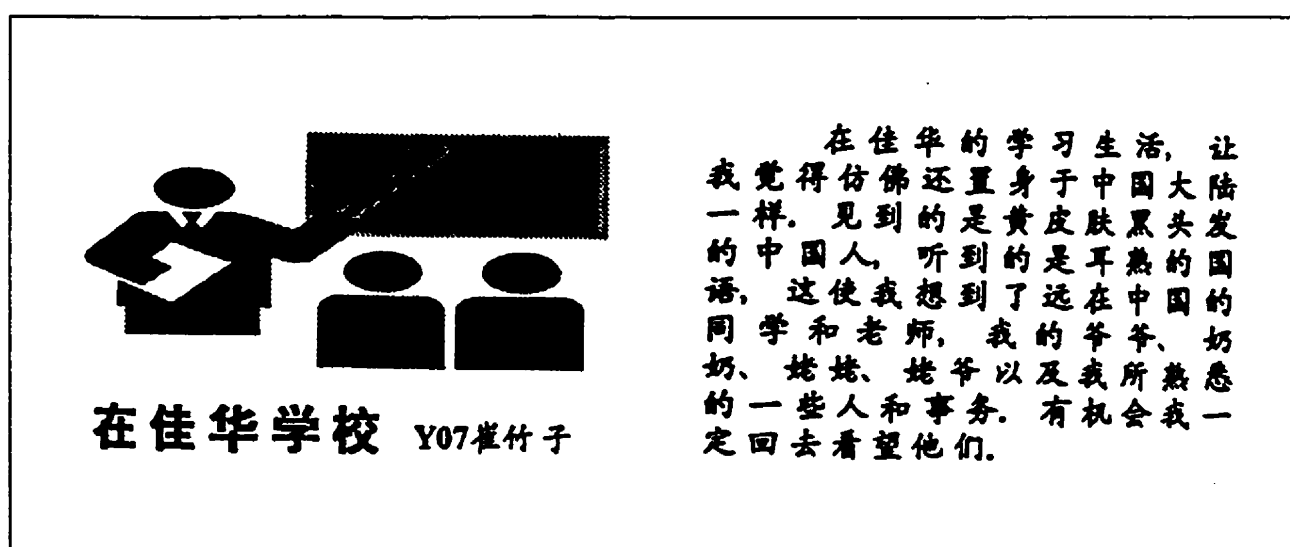 在佳华学校 Y07崔竹子
在佳华的学习生活, 让
我觉得仿佛还置身于中国大陆
一样. 见到的是黄皮肤黑头发
的中国人, 听到的是耳熟的国
语, 这使我想到了远在中国的
同学和老师, 我的爷爷、奶
奶、姥姥、姥爷以及我所熟悉
的一些人和事务. 有机会我一
定回去看望他们.